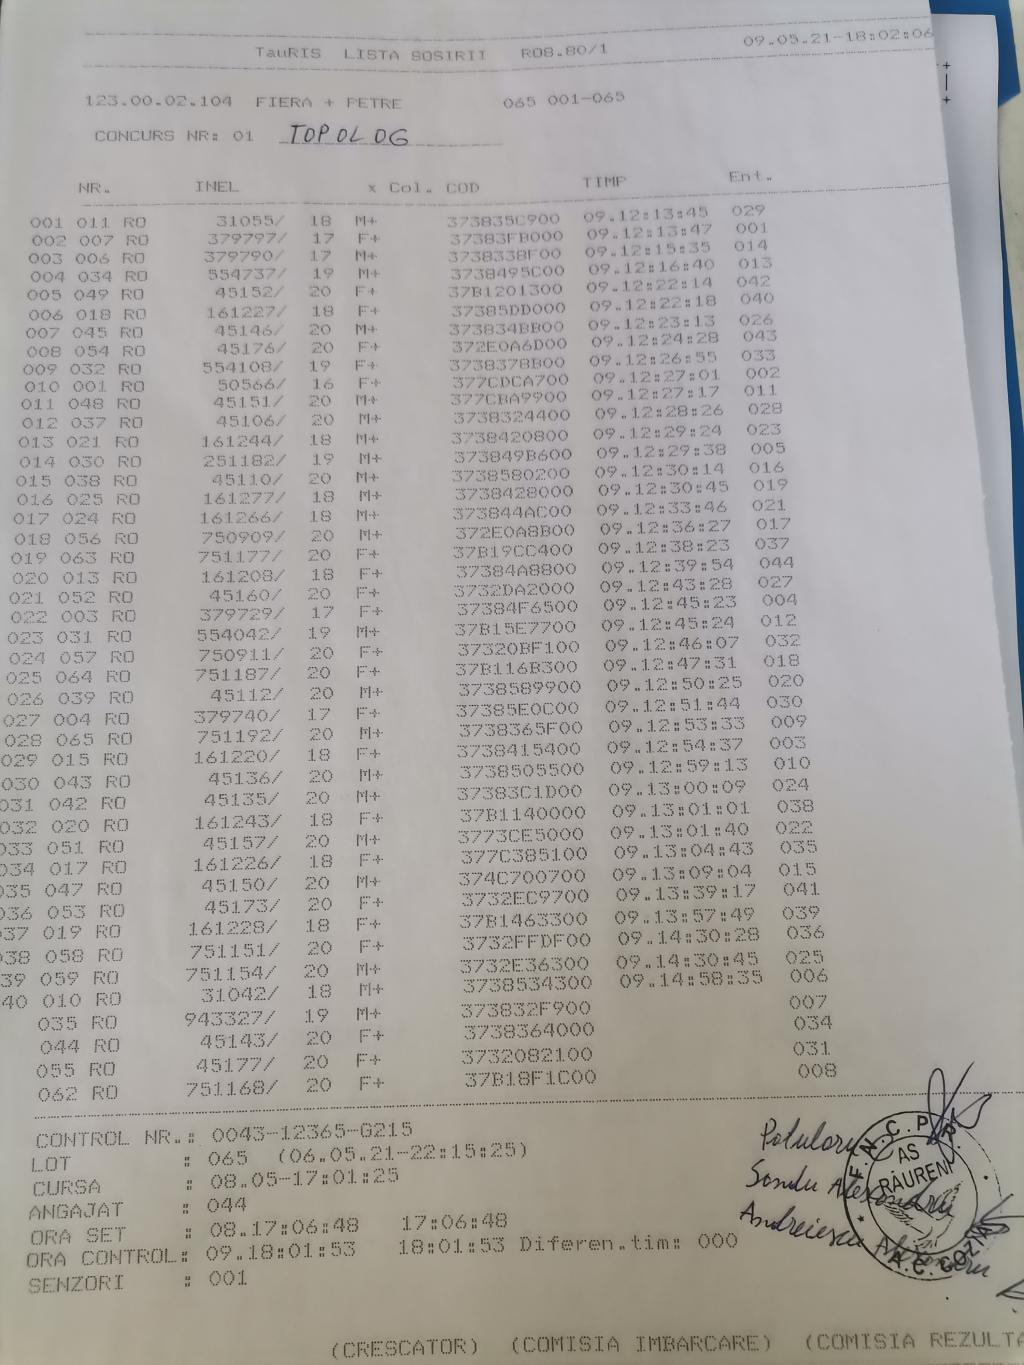 TauRIS LISTA SOSIRII RO8.80/1 09.05.21-18:02:06
123.00.02.104 FIERA + PETRE 065 001-065
CONCURS NR: 01 TOPOLOG
NR. INEL x Col. COD TIMP Ent.
001 011 RO 31055/ 18 M+ 373835C900 09.12:13:45 029
002 007 RO 379797/ 17 F+ 37383FB000 09.12:13:47 001
003 006 RO 379790/ 17 M+ 3738338F00 09.12:15:35 014
004 034 RO 554737/ 19 M+ 3738495C00 09.12:16:40 013
005 049 RO 45152/ 20 F+ 37B1201300 09.12:22:14 042
006 018 RO 161227/ 18 F+ 37385DD000 09.12:22:18 040
007 045 RO 45146/ 20 M+ 373834BB00 09.12:23:13 026
008 054 RO 45176/ 20 F+ 372E0A6D00 09.12:24:28 043
009 032 RO 554108/ 19 F+ 3738378B00 09.12:26:55 033
010 001 RO 50566/ 16 F+ 377CDCA700 09.12:27:01 002
011 048 RO 45151/ 20 M+ 377CBA9900 09.12:27:17 011
012 037 RO 45106/ 20 M+ 3738324400 09.12:28:26 028
013 021 RO 161244/ 18 M+ 3738420800 09.12:29:24 023
014 030 RO 251182/ 19 M+ 373849B600 09.12:29:38 005
015 038 RO 45110/ 20 M+ 3738580200 09.12:30:14 016
016 025 RO 161277/ 18 M+ 3738428000 09.12:30:45 019
017 024 RO 161266/ 18 M+ 373844AC00 09.12:33:46 021
018 056 RO 750909/ 20 M+ 372E0A8B00 09.12:36:27 017
019 063 RO 751177/ 20 F+ 37B19CC400 09.12:38:23 037
020 013 RO 161208/ 18 F+ 37384A8800 09.12:39:54 044
021 052 RO 45160/ 20 F+ 3732DA2000 09.12:43:28 027
022 003 RO 379729/ 17 F+ 37384F6500 09.12:45:23 004
023 031 RO 554042/ 19 M+ 37B15E7700 09.12:45:24 012
024 057 RO 750911/ 20 F+ 37320BF100 09.12:46:07 032
025 064 RO 751187/ 20 F+ 37B116B300 09.12:47:31 018
026 039 RO 45112/ 20 M+ 3738589900 09.12:50:25 020
027 004 RO 379740/ 17 F+ 37385E0C00 09.12:51:44 030
028 065 RO 751192/ 20 M+ 3738365F00 09.12:53:33 009
029 015 RO 161220/ 18 F+ 3738415400 09.12:54:37 003
030 043 RO 45136/ 20 M+ 3738505500 09.12:59:13 010
031 042 RO 45135/ 20 M+ 37383C1D00 09.13:00:09 024
032 020 RO 161243/ 18 F+ 37B1140000 09.13:01:01 038
033 051 RO 45157/ 20 M+ 3773CE5000 09.13:01:40 022
034 017 RO 161226/ 18 F+ 377C385100 09.13:04:43 035
035 047 RO 45150/ 20 M+ 374C700700 09.13:09:04 015
036 053 RO 45173/ 20 F+ 3732EC9700 09.13:39:17 041
037 019 RO 161228/ 18 F+ 37B1463300 09.13:57:49 039
038 058 RO 751151/ 20 F+ 3732FFDF00 09.14:30:28 036
39 059 RO 751154/ 20 M+ 3732E36300 09.14:30:45 025
40 010 RO 31042/ 18 M+ 3738534300 09.14:58:35 006
035 RO 943327/ 19 M+ 373832F900 007
044 RO 45143/ 20 F+ 3738364000 034
055 RO 45177/ 20 F+ 3732082100 031
062 RO 751168/ 20 F+ 37B18F1C00 008
CONTROL NR.: 0043-12365-G215
LOT : 065 (06.05.21-22:15:25)
CURSA : 08.05-17:01:25
ANGAJAT : 044
ORA SET : 08.17:06:48 17:06:48
ORA CONTROL: 09.18:01:53 18:01:53 Diferen.tim: 000
SENZORI : 001
F.N.C.P.R.
AS
RÂURENI
A.C. COZIA
(CRESCATOR) (COMISIA IMBARCARE) (COMISIA REZULTA